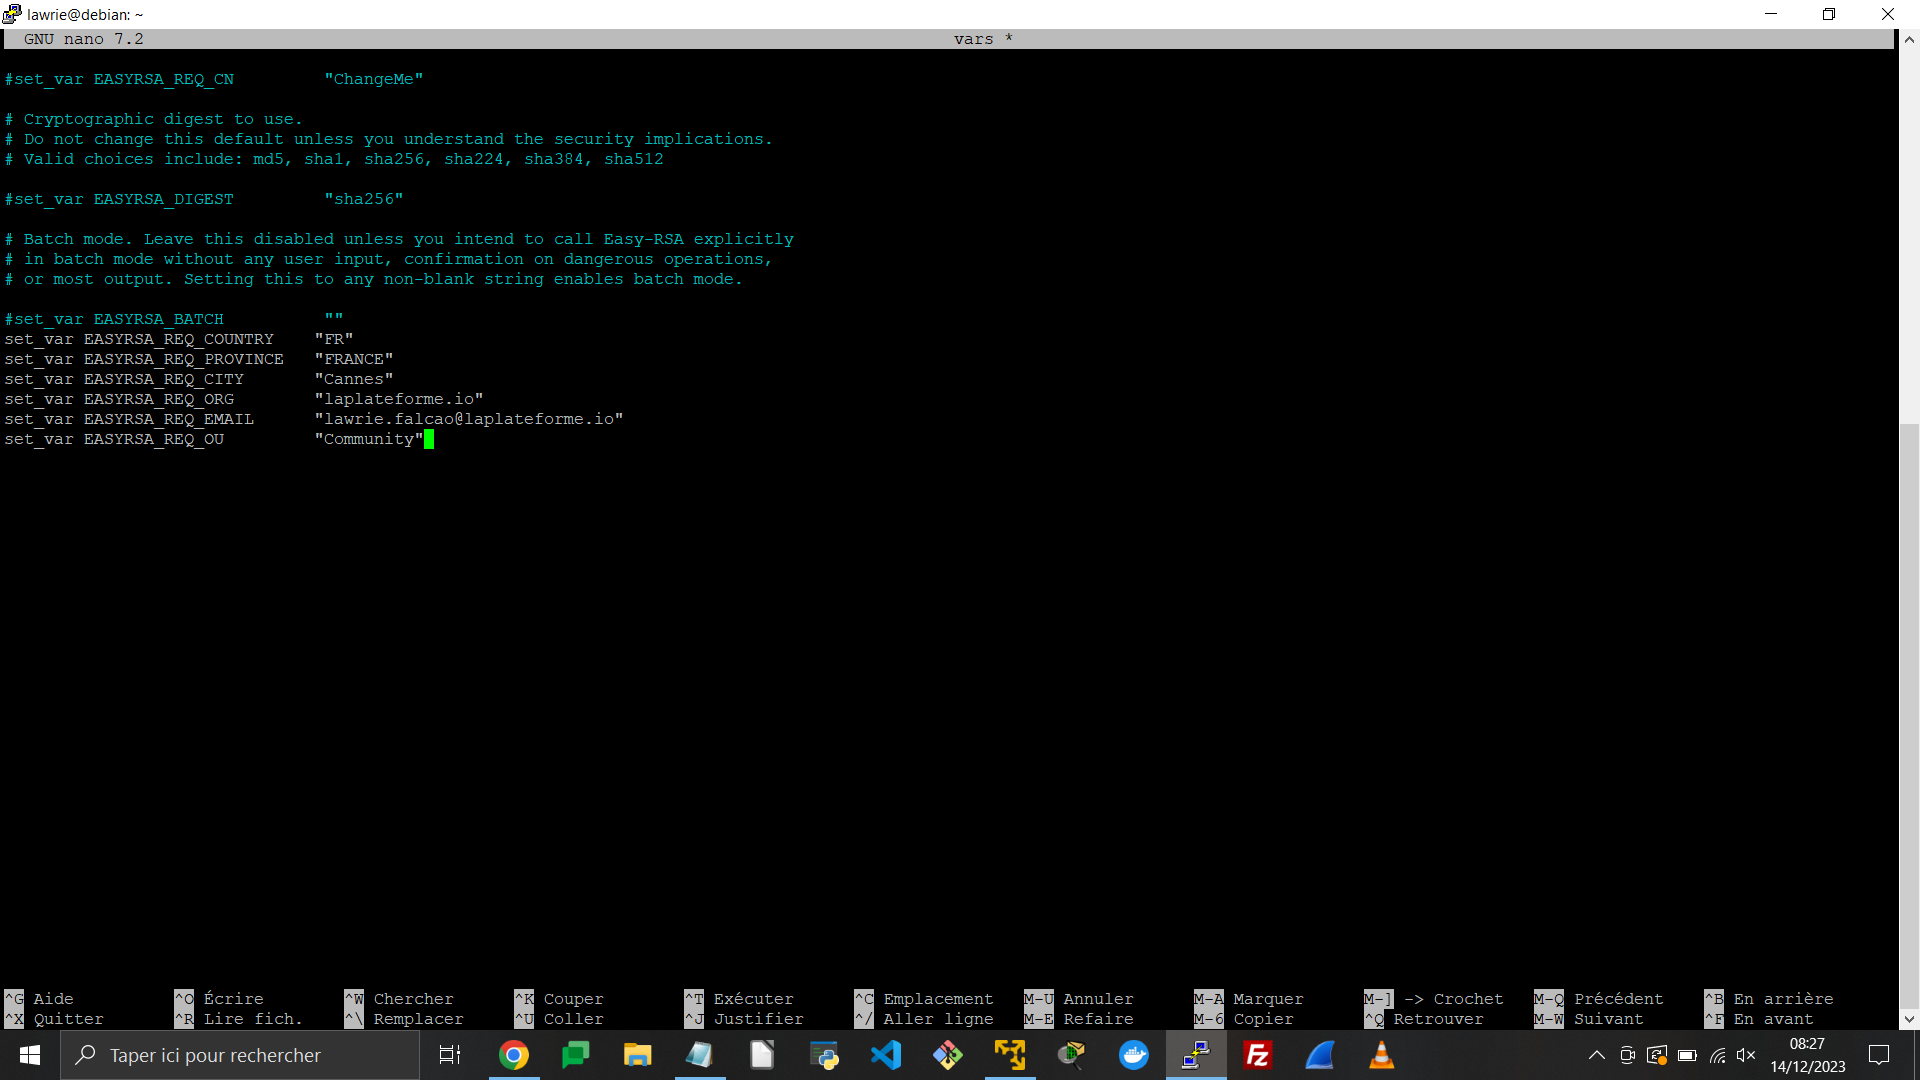 lawrie@debian: ~
GNU nano 7.2 vars *
#set_var EASYRSA_REQ_CN "ChangeMe"
# Cryptographic digest to use.
# Do not change this default unless you understand the security implications.
# Valid choices include: md5, sha1, sha256, sha224, sha384, sha512
#set_var EASYRSA_DIGEST "sha256"
# Batch mode. Leave this disabled unless you intend to call Easy-RSA explicitly
# in batch mode without any user input, confirmation on dangerous operations,
# or most output. Setting this to any non-blank string enables batch mode.
#set_var EASYRSA_BATCH ""
set_var EASYRSA_REQ_COUNTRY "FR"
set_var EASYRSA_REQ_PROVINCE "FRANCE"
set_var EASYRSA_REQ_CITY "Cannes"
set_var EASYRSA_REQ_ORG "laplateforme.io"
set_var EASYRSA_REQ_EMAIL "lawrie.falcao@laplateforme.io"
set_var EASYRSA_REQ_OU "Community"
^G Aide ^O Écrire ^W Chercher ^K Couper ^T Exécuter ^C Emplacement M-U Annuler M-A Marquer M-] -> Crochet M-Q Précédent ^B En arrière
^X Quitter ^R Lire fich. ^\ Remplacer ^U Coller ^J Justifier ^/ Aller ligne M-E Refaire M-6 Copier ^Q Retrouver M-W Suivant ^F En avant
Taper ici pour rechercher
Fz
08:27
14/12/2023